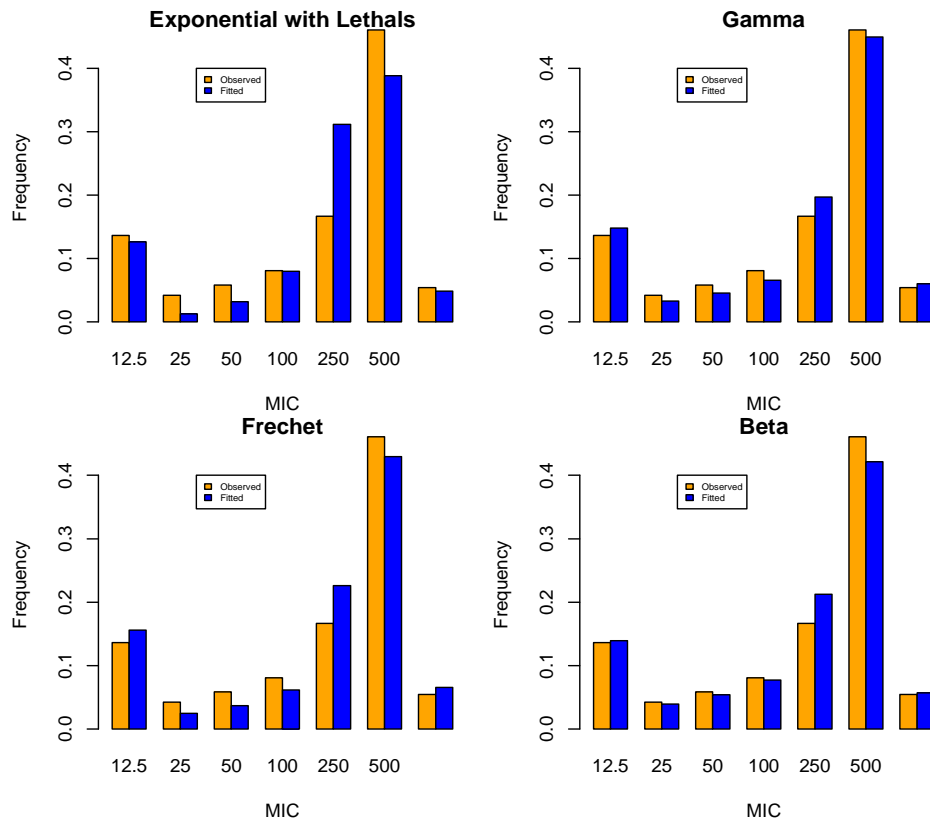 Exponential with Lethals
Frequency
0.0 0.1 0.2 0.3 0.4
Observed
Fitted
12.5 25 50 100 250 500
MIC
Gamma
Frequency
0.0 0.1 0.2 0.3 0.4
Observed
Fitted
12.5 25 50 100 250 500
MIC
Frechet
Frequency
0.0 0.1 0.2 0.3 0.4
Observed
Fitted
12.5 25 50 100 250 500
MIC
Beta
Frequency
0.0 0.1 0.2 0.3 0.4
Observed
Fitted
12.5 25 50 100 250 500
MIC